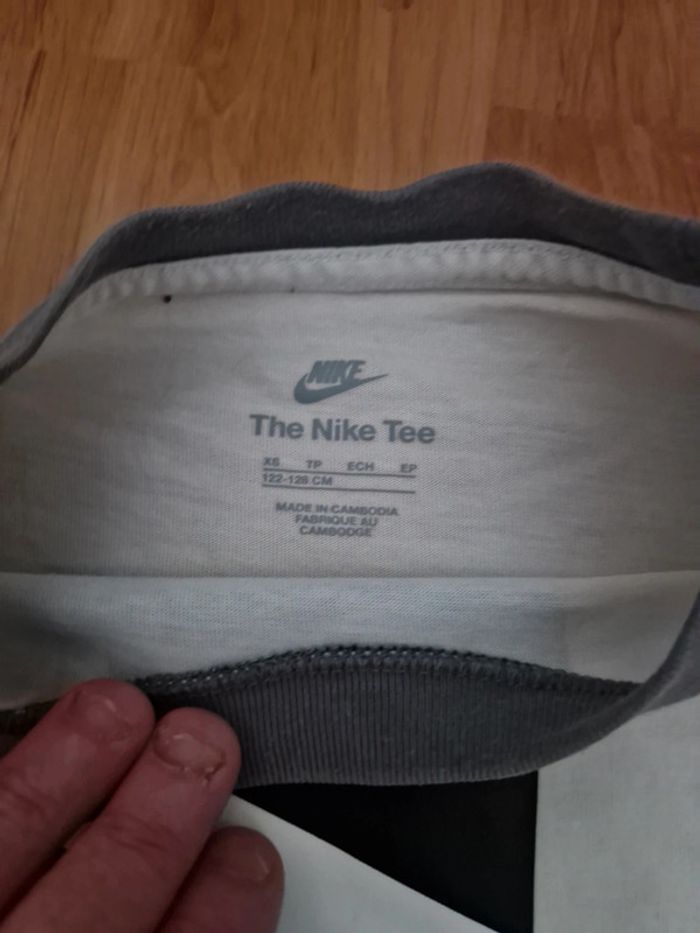 NIKE
The Nike Tee
XS TP ECH EP
122-128 CM
MADE IN CAMBODIA
FABRIQUE AU
CAMBODGE